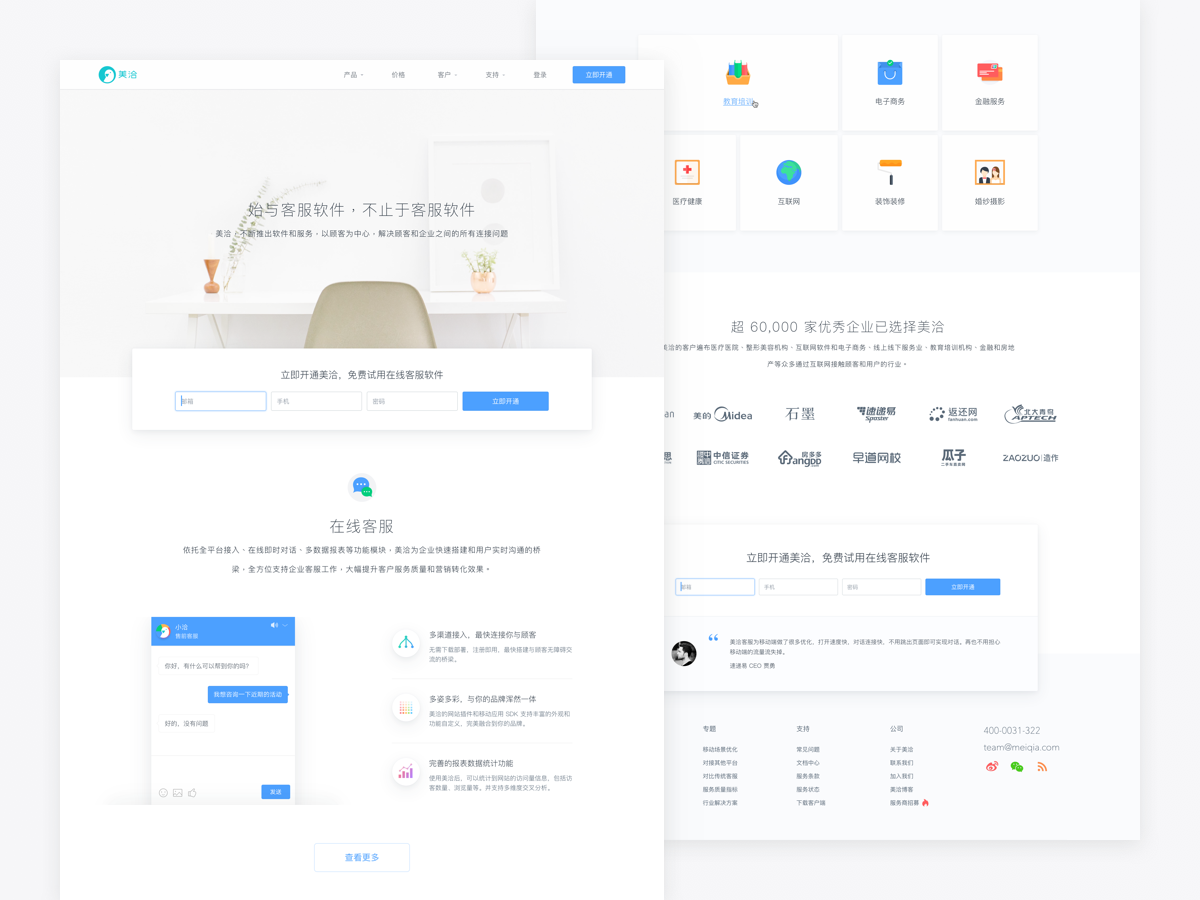 美洽
产品
价格
客户
支持
登录
立即开通
始与客服软件，不止于客服软件
美洽，不断推出软件和服务，以顾客为中心，解决顾客和企业之间的所有连接问题
立即开通美洽，免费试用在线客服软件
邮箱
手机
密码
立即开通
在线客服
依托全平台接入、在线即时对话、多数据报表等功能模块，美洽为企业快速搭建和用户实时沟通的桥
梁，全方位支持企业客服工作，大幅提升客户服务质量和营销转化效果。
小洽
售前客服
你好，有什么可以帮到你的吗？
我想咨询一下近期的活动
好的，没有问题
发送
多渠道接入，最快连接你与顾客
无需下载部署，注册即用，最快搭建与顾客无障碍交
流的桥梁。
多姿多彩，与你的品牌浑然一体
美洽的网站插件和移动应用 SDK 支持丰富的外观和
功能自定义，完美融合到你的品牌。
完善的报表数据统计功能
使用美洽后，可以统计到网站的访问量信息，包括访
客数量、浏览量等。并支持多维度交叉分析。
查看更多
教育培训
电子商务
金融服务
医疗健康
互联网
装饰装修
婚纱摄影
超 60,000 家优秀企业已选择美洽
美洽的客户遍布医疗医院、整形美容机构、互联网软件和电子商务、线上线下服务业、教育培训机构、金融和房地
产等众多通过互联网接触顾客和用户的行业。
an
美的 Midea
石墨
速递易
Sposter
返还网
fanhuan.com
北大青鸟
APTECH
思
中信证券
CITIC SECURITIES
房多多
Fangdd
早道网校
瓜子
二手车直卖网
ZAOZUO 造作
立即开通美洽，免费试用在线客服软件
邮箱
手机
密码
立即开通
美洽客服为移动端做了很多优化，打开速度快，对话连接快，不用跳出页面即可实现对话。再也不用担心
移动端的流量流失掉。
速递易 CEO 贾勇
专题
移动场景优化
对接其他平台
对比传统客服
服务质量指标
行业解决方案
支持
常见问题
文档中心
服务条款
服务状态
下载客户端
公司
关于美洽
联系我们
加入我们
美洽博客
服务商招募
400-0031-322
team@meiqia.com